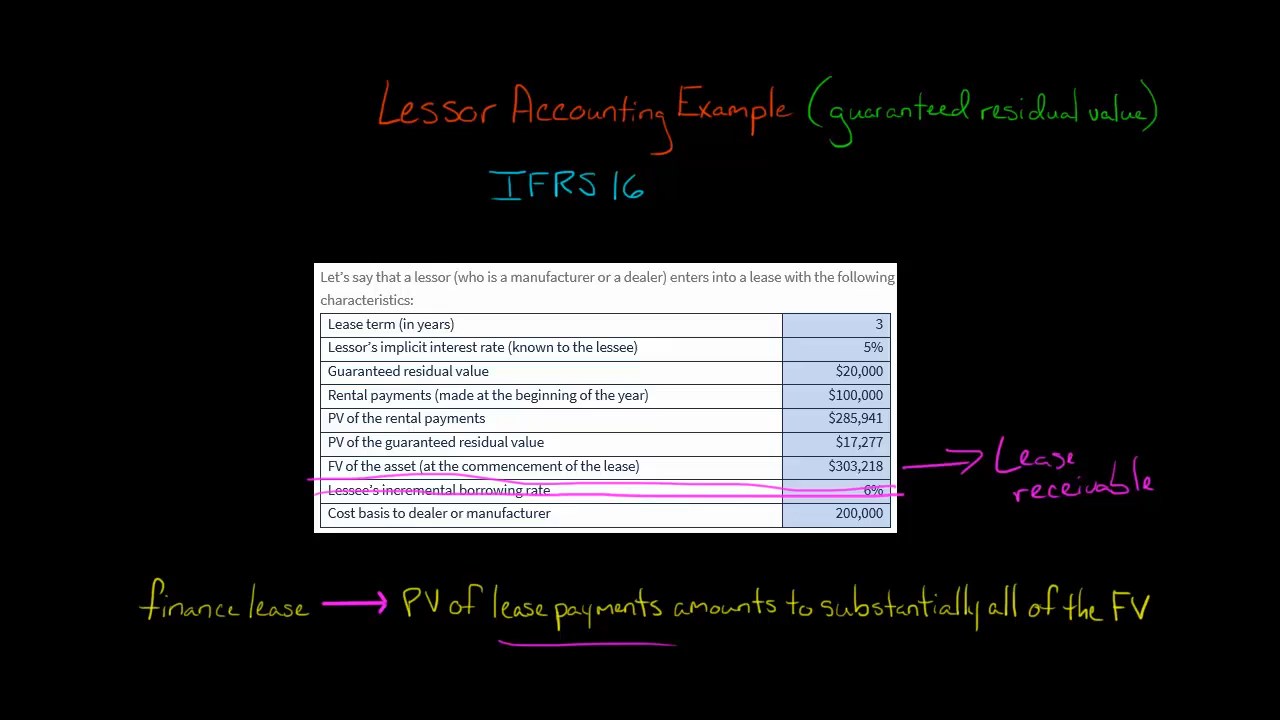 Lessor Accounting Example (guaranteed residual value)
IFRS 16
Let's say that a lessor (who is a manufacturer or a dealer) enters into a lease with the following
characteristics:
Lease term (in years) 3
Lessor's implicit interest rate (known to the lessee) 5%
Guaranteed residual value $20,000
Rental payments (made at the beginning of the year) $100,000
PV of the rental payments $285,941
PV of the guaranteed residual value $17,277
FV of the asset (at the commencement of the lease) $303,218
Lessee's incremental borrowing rate 6%
Cost basis to dealer or manufacturer 200,000
Lease
receivable
finance lease → PV of lease payments amounts to substantially all of the FV